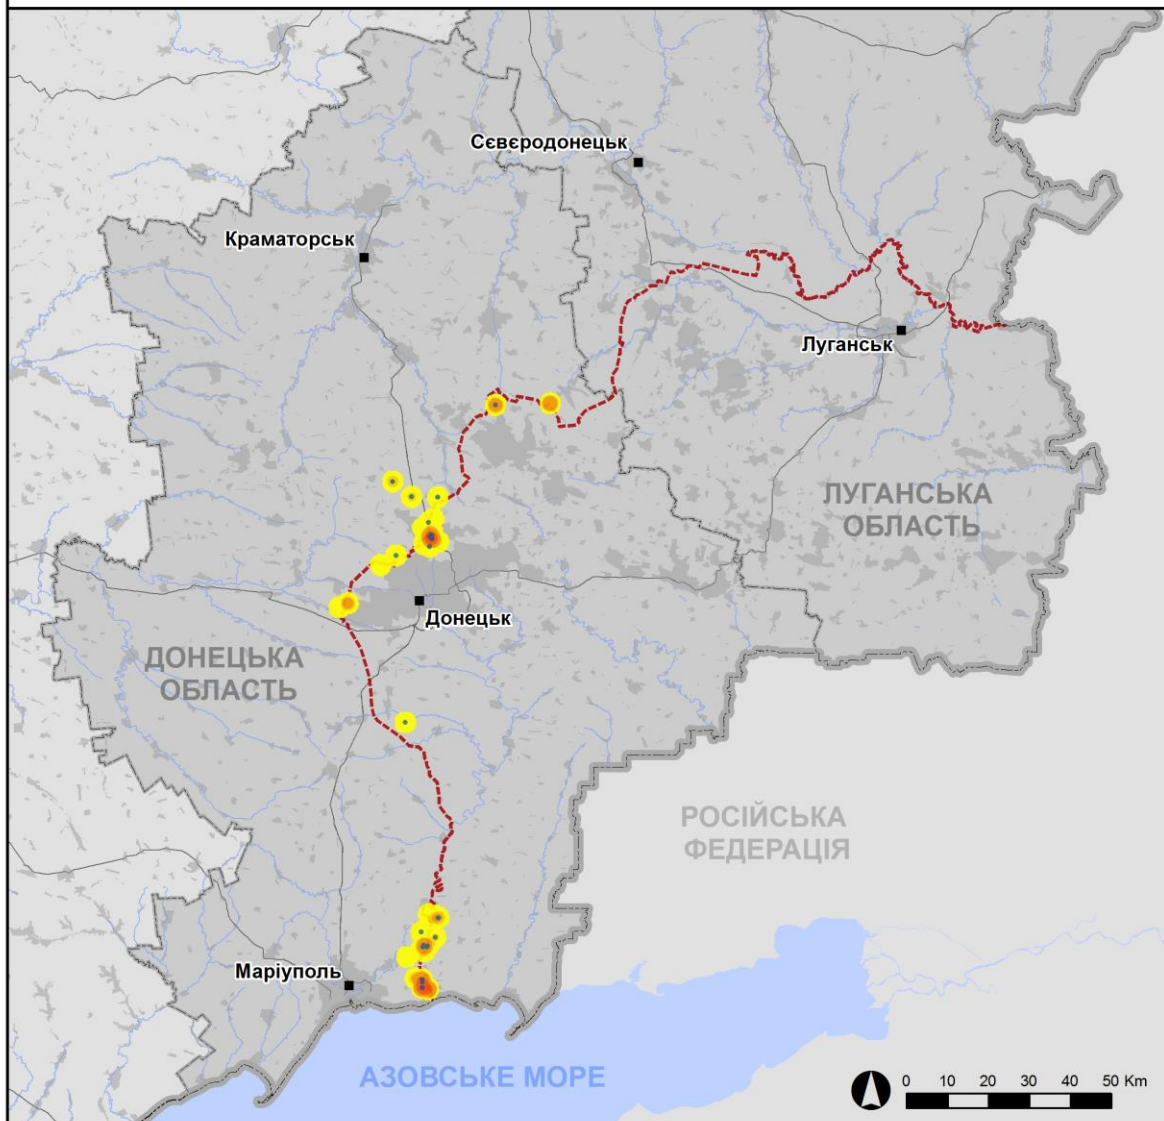 Сєвєродонецьк
Краматорськ
Луганськ
ЛУГАНСЬКА
ОБЛАСТЬ
Донецьк
ДОНЕЦЬКА
ОБЛАСТЬ
РОСІЙСЬКА
ФЕДЕРАЦІЯ
Маріуполь
АЗОВСЬКЕ МОРЕ
0 10 20 30 40 50 Km